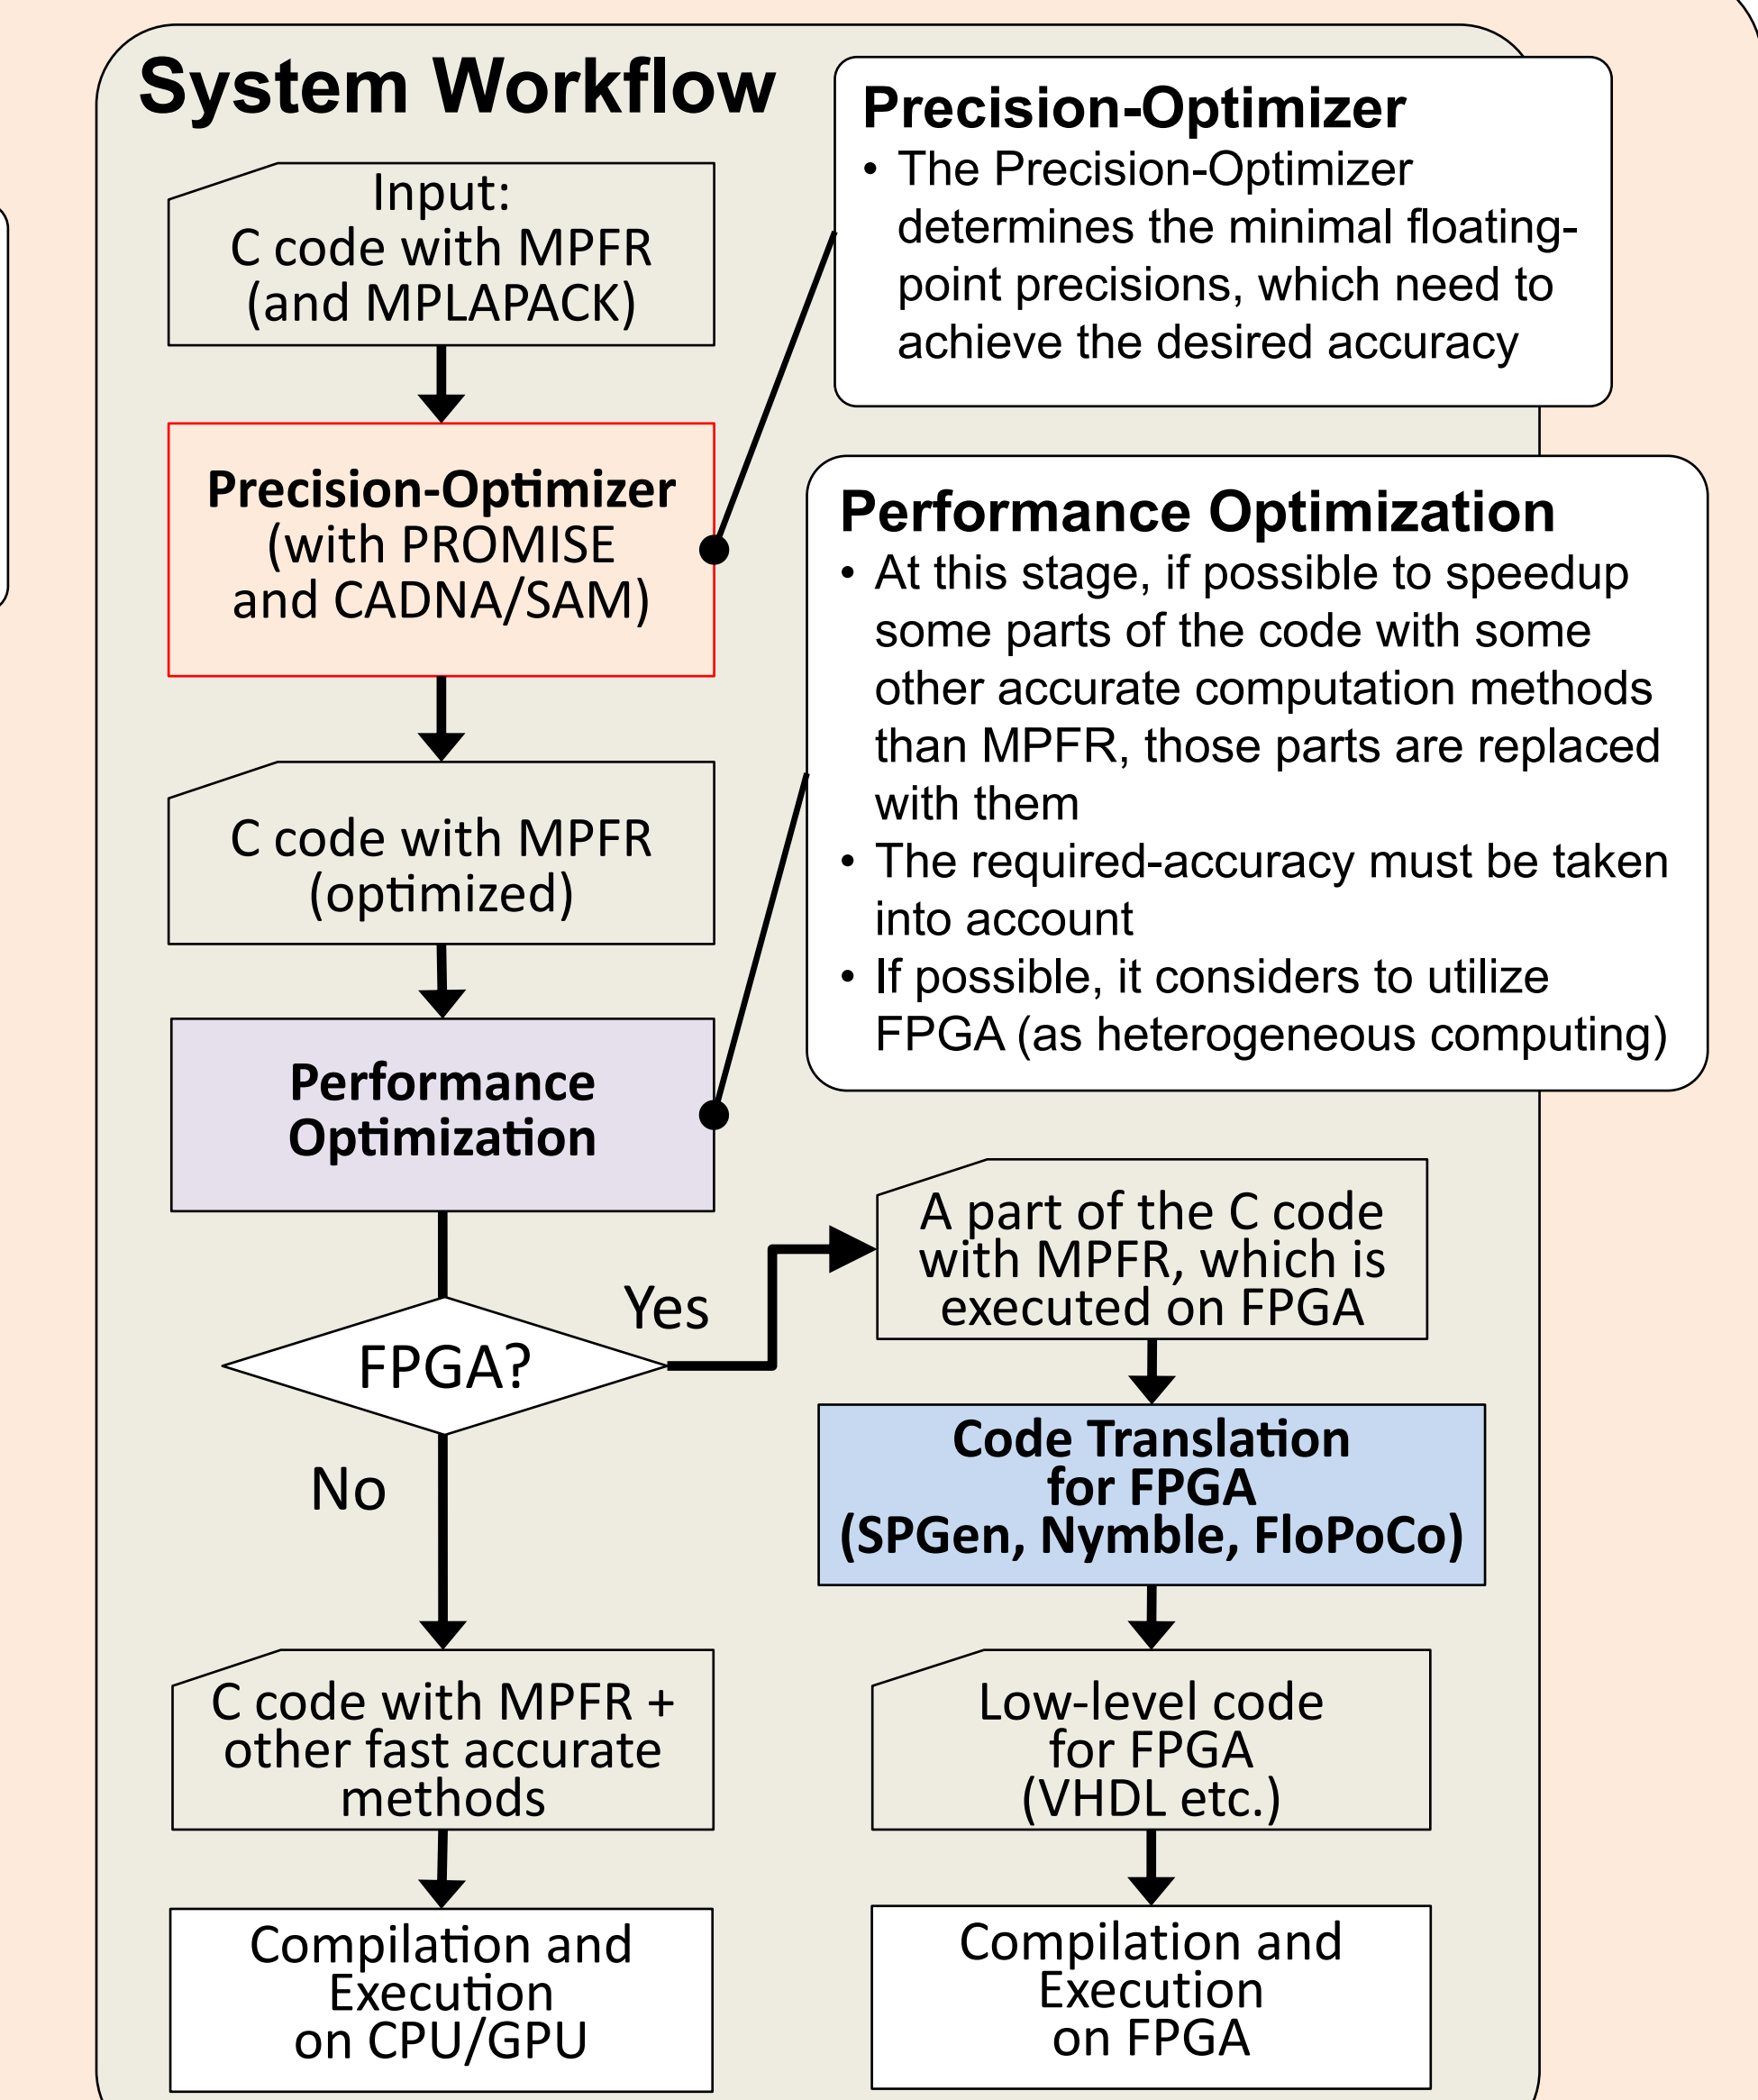 System Workflow
Input:
C code with MPFR
(and MPLAPACK)
Precision-Optimizer
(with PROMISE
and CADNA/SAM)
C code with MPFR
(optimized)
Performance
Optimization
FPGA?
Yes
No
C code with MPFR +
other fast accurate
methods
Compilation and
Execution
on CPU/GPU
Precision-Optimizer
• The Precision-Optimizer
determines the minimal floating-
point precisions, which need to
achieve the desired accuracy
Performance Optimization
• At this stage, if possible to speedup
some parts of the code with some
other accurate computation methods
than MPFR, those parts are replaced
with them
• The required-accuracy must be taken
into account
• If possible, it considers to utilize
FPGA (as heterogeneous computing)
A part of the C code
with MPFR, which is
executed on FPGA
Code Translation
for FPGA
(SPGen, Nymble, FloPoCo)
Low-level code
for FPGA
(VHDL etc.)
Compilation and
Execution
on FPGA